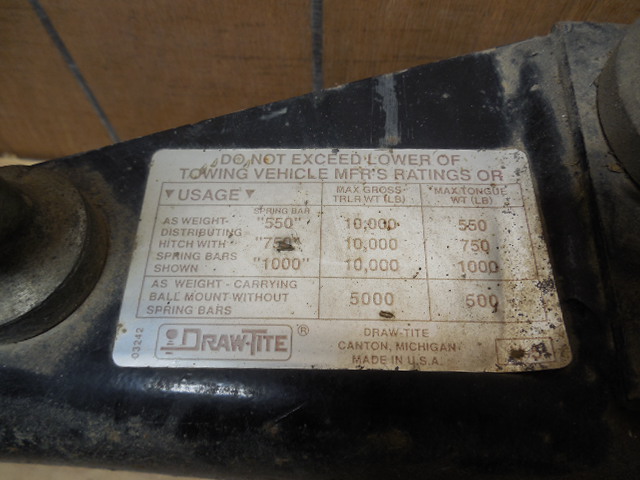 DO NOT EXCEED LOWER OF
TOWING VEHICLE MFR'S RATINGS OR
▼USAGE▼ MAX GROSS TRLR WT (LB) MAX TONGUE WT (LB)
SPRING BAR
AS WEIGHT- "550" 10,000 550
DISTRIBUTING
HITCH WITH "750" 10,000 750
SPRING BARS
SHOWN "1000" 10,000 1000
AS WEIGHT - CARRYING
BALL MOUNT WITHOUT 5000 500
SPRING BARS
03242
DRAW-TITE ®
DRAW-TITE
CANTON, MICHIGAN
MADE IN U.S.A.